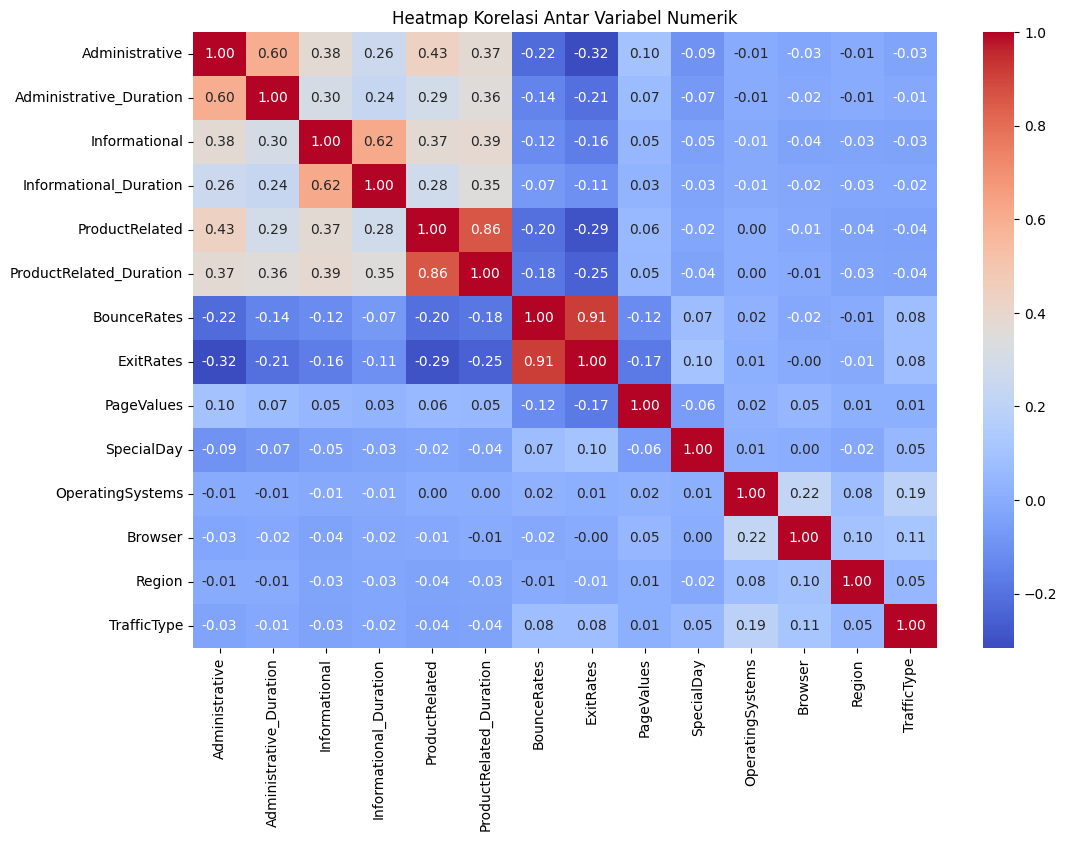 Heatmap Korelasi Antar Variabel Numerik
Administrative 1.00 0.60 0.38 0.26 0.43 0.37 -0.22 -0.32 0.10 -0.09 -0.01 -0.03 -0.01 -0.03
Administrative_Duration 0.60 1.00 0.30 0.24 0.29 0.36 -0.14 -0.21 0.07 -0.07 -0.01 -0.02 -0.01 -0.01
Informational 0.38 0.30 1.00 0.62 0.37 0.39 -0.12 -0.16 0.05 -0.05 -0.01 -0.04 -0.03 -0.03
Informational_Duration 0.26 0.24 0.62 1.00 0.28 0.35 -0.07 -0.11 0.03 -0.03 -0.01 -0.02 -0.03 -0.02
ProductRelated 0.43 0.29 0.37 0.28 1.00 0.86 -0.20 -0.29 0.06 -0.02 0.00 -0.01 -0.04 -0.04
ProductRelated_Duration 0.37 0.36 0.39 0.35 0.86 1.00 -0.18 -0.25 0.05 -0.04 0.00 -0.01 -0.03 -0.04
BounceRates -0.22 -0.14 -0.12 -0.07 -0.20 -0.18 1.00 0.91 -0.12 0.07 0.02 -0.02 -0.01 0.08
ExitRates -0.32 -0.21 -0.16 -0.11 -0.29 -0.25 0.91 1.00 -0.17 0.10 0.01 -0.00 -0.01 0.08
PageValues 0.10 0.07 0.05 0.03 0.06 0.05 -0.12 -0.17 1.00 -0.06 0.02 0.05 0.01 0.01
SpecialDay -0.09 -0.07 -0.05 -0.03 -0.02 -0.04 0.07 0.10 -0.06 1.00 0.01 0.00 -0.02 0.05
OperatingSystems -0.01 -0.01 -0.01 -0.01 0.00 0.00 0.02 0.01 0.02 0.01 1.00 0.22 0.08 0.19
Browser -0.03 -0.02 -0.04 -0.02 -0.01 -0.01 -0.02 -0.00 0.05 0.00 0.22 1.00 0.10 0.11
Region -0.01 -0.01 -0.03 -0.03 -0.04 -0.03 -0.01 -0.01 0.01 -0.02 0.08 0.10 1.00 0.05
TrafficType -0.03 -0.01 -0.03 -0.02 -0.04 -0.04 0.08 0.08 0.01 0.05 0.19 0.11 0.05 1.00
Administrative
Administrative_Duration
Informational
Informational_Duration
ProductRelated
ProductRelated_Duration
BounceRates
ExitRates
PageValues
SpecialDay
OperatingSystems
Browser
Region
TrafficType
1.0
0.8
0.6
0.4
0.2
0.0
−0.2